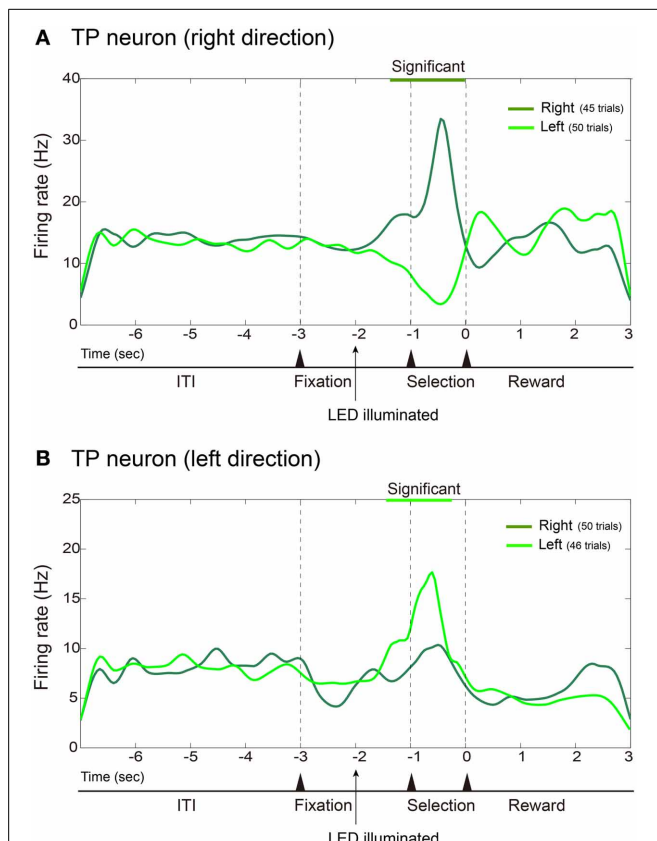 A TP neuron (right direction)
Significant
40
Right (45 trials)
Left (50 trials)
30
Firing rate (Hz)
20
10
0
-6 -5 -4 -3 -2 -1 0 1 2 3
Time (sec)
ITI Fixation Selection Reward
LED illuminated
B TP neuron (left direction)
Significant
25
Right (50 trials)
Left (46 trials)
20
15
Firing rate (Hz)
10
5
0
-6 -5 -4 -3 -2 -1 0 1 2 3
Time (sec)
ITI Fixation Selection Reward
LED illuminated